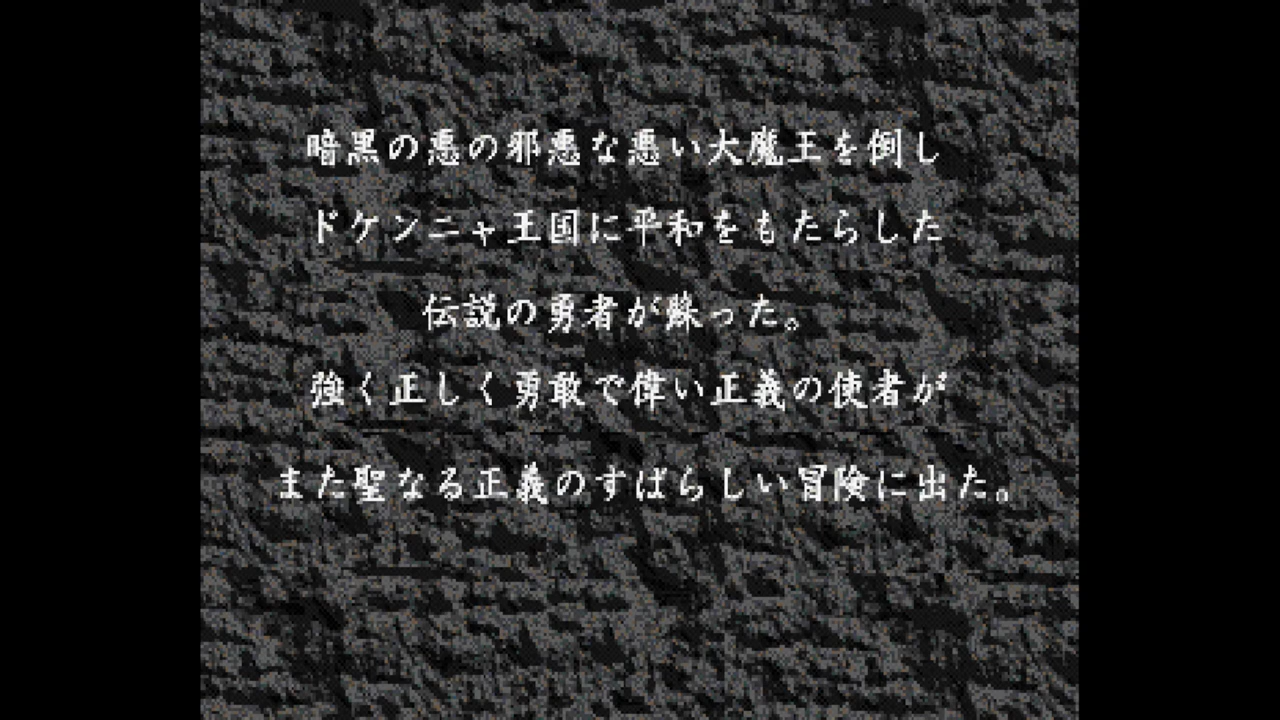 暗黒の悪の邪悪な悪い大魔王を倒し
ドケンニャ王国に平和をもたらした
伝説の勇者が蘇った。
強く正しく勇敢で偉い正義の使者が
また聖なる正義のすばらしい冒険に出た。